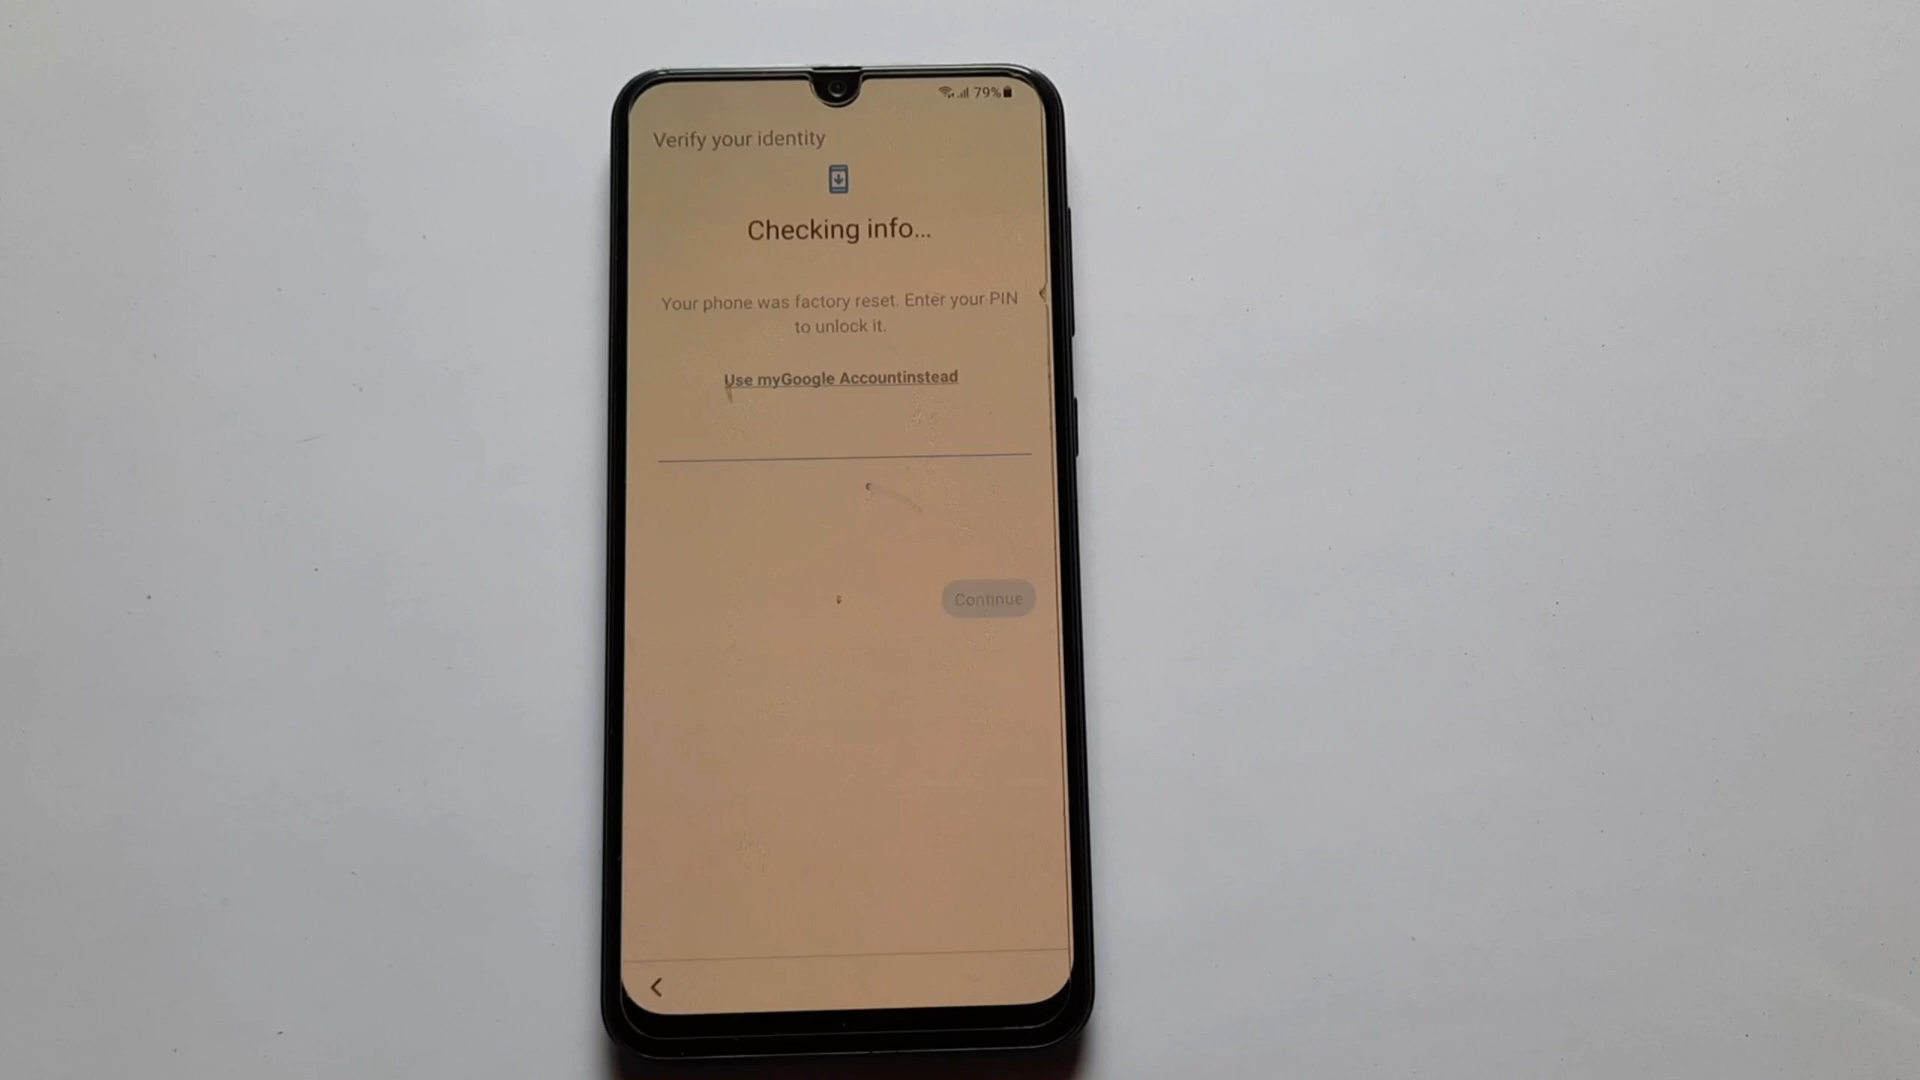 79%
Verify your identity
Checking info...
Your phone was factory reset. Enter your PIN
to unlock it.
Use myGoogle Accountinstead
Continue